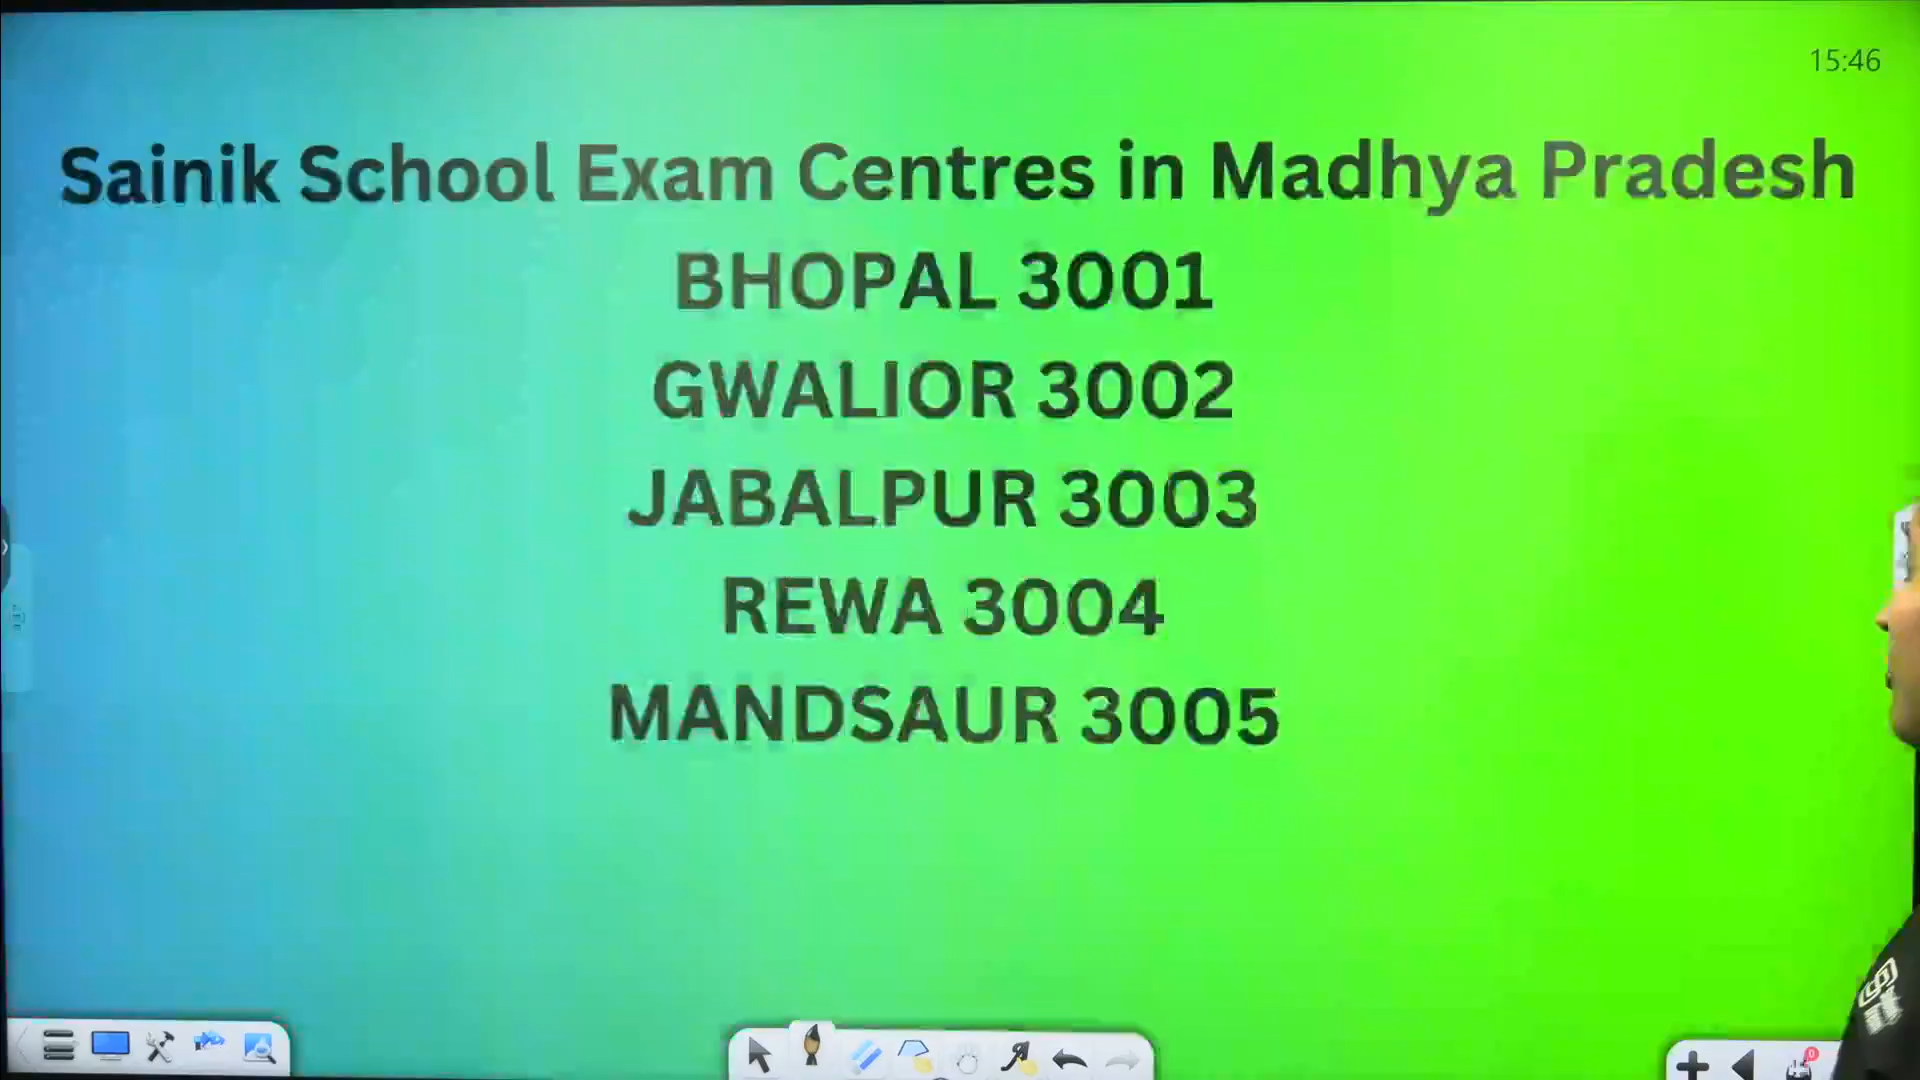 15:46
Sainik School Exam Centres in Madhya Pradesh
BHOPAL 3001
GWALIOR 3002
JABALPUR 3003
REWA 3004
MANDSAUR 3005